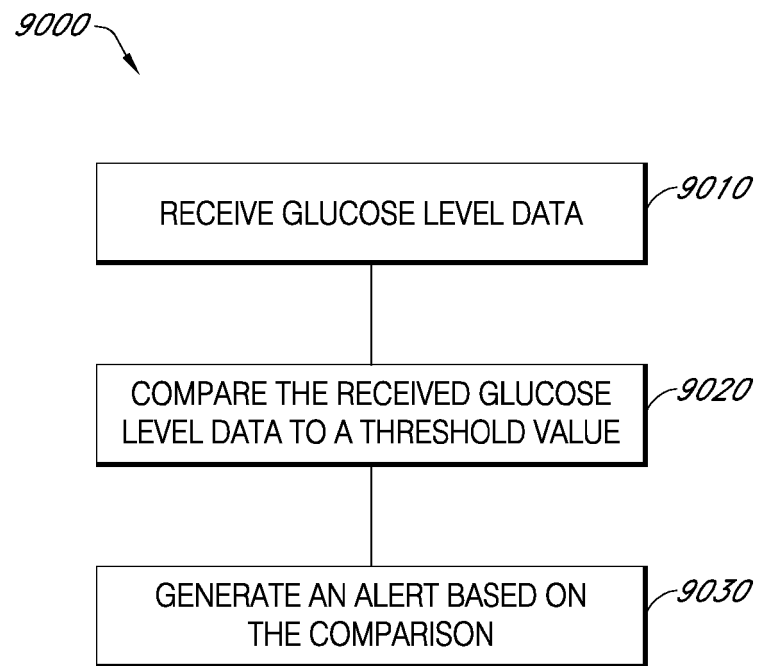 9000
RECEIVE GLUCOSE LEVEL DATA
9010
COMPARE THE RECEIVED GLUCOSE
LEVEL DATA TO A THRESHOLD VALUE
9020
GENERATE AN ALERT BASED ON
THE COMPARISON
9030